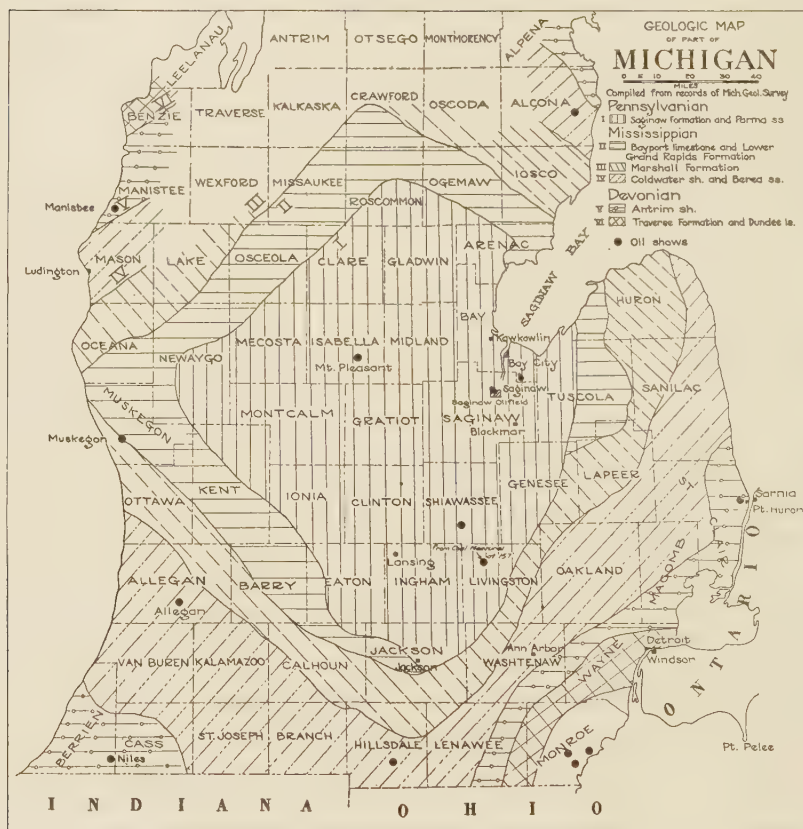 GEOLOGIC MAP
OF PART OF
MICHIGAN
0 5 10 20 30 40
MILES
Compiled from records of Mich. Geol. Survey
Pennsylvanian
I Saginaw formation and Parma ss
Mississippian
II Bayport limestone and Lower
Grand Rapids Formation
III Marshall Formation
IV Coldwater sh. and Berea ss.
Devonian
V Antrim sh.
VI Traverse Formation and Dundee ls.
Oil shows
LEELANAU
ANTRIM
OTSEGO
MONTMORENCY
ALPENA
VI
BENZIE
TRAVERSE
KALKASKA
CRAWFORD
OSCODA
ALCONA
V
MANISTEE
Manistee
WEXFORD
MISSAUKEE
III
II
ROSCOMMON
OGEMAW
IOSCO
Ludington
MASON
IV
LAKE
OSCEOLA
I
CLARE
GLADWIN
ARENAC
SAGINAW BAY
HURON
OCEANA
NEWAYGO
MECOSTA
ISABELLA
MIDLAND
BAY
Kawkowlin
Mt. Pleasant
Bay City
Saginaw
Saginaw Oilfield
TUSCOLA
SANILAC
MUSKEGON
Muskegon
MONTCALM
GRATIOT
SAGINAW
Blackmar
OTTAWA
KENT
IONIA
CLINTON
SHIAWASSEE
GENESEE
LAPEER
ST. CLAIR
Sarnia
Pt. Huron
ALLEGAN
Allegan
BARRY
EATON
Lansing
INGHAM
LIVINGSTON
OAKLAND
MACOMB
VAN BUREN
KALAMAZOO
CALHOUN
JACKSON
Jackson
Ann Arbor
WASHTENAW
WAYNE
Detroit
Windsor
ONTARIO
BERRIEN
CASS
Niles
ST. JOSEPH
BRANCH
HILLSDALE
LENAWEE
MONROE
Pt. Pelee
INDIANA
OHIO